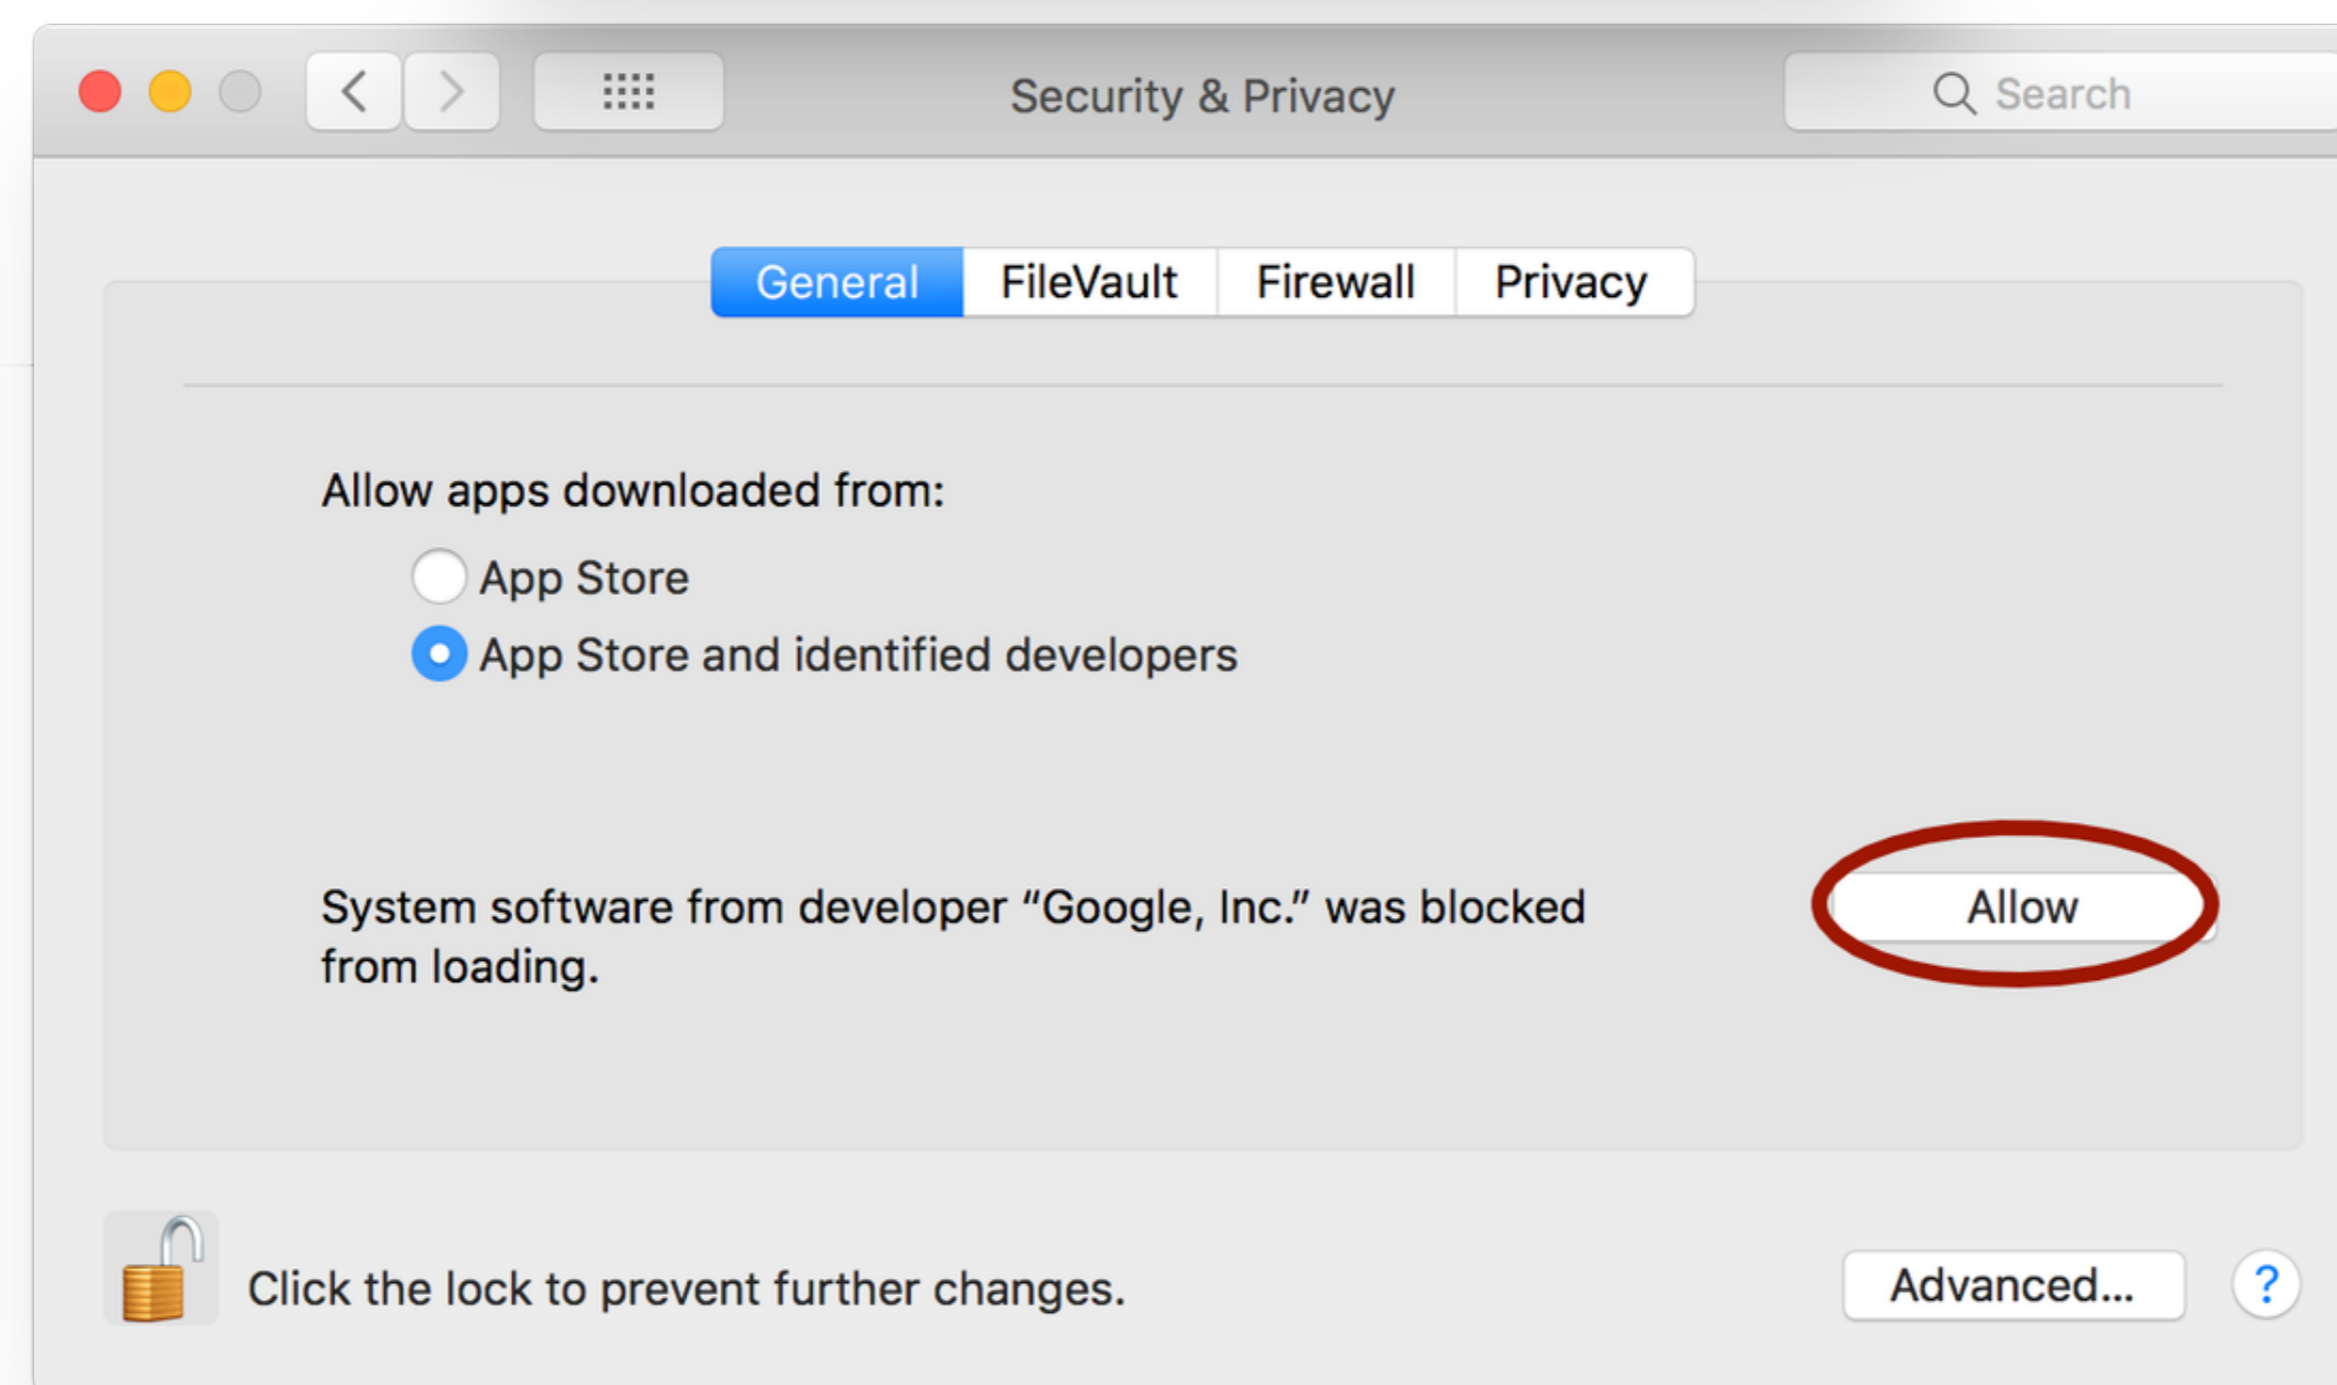 Security & Privacy
Search
General
FileVault
Firewall
Privacy
Allow apps downloaded from:
App Store
App Store and identified developers
System software from developer “Google, Inc.” was blocked
from loading.
Allow
Click the lock to prevent further changes.
Advanced...
?